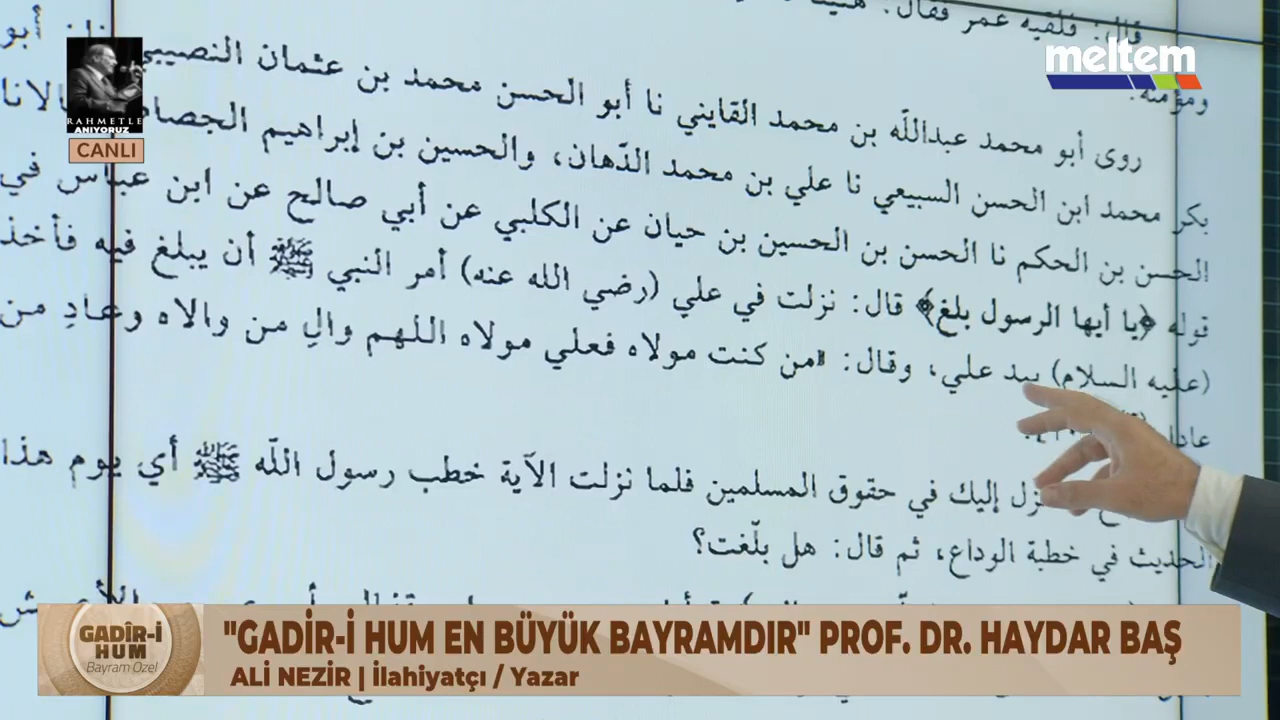 قال: فلقيه عمر فقال:
ومؤمنة.
روى أبو محمد عبداللّه بن محمد القايني نا أبو الحسن محمد بن عثمان النصيبي نا أبو
بكر محمد ابن الحسن السبيعي نا علي بن محمد الدّهان، والحسين بن إبراهيم الجصاص
الحسن بن الحكم نا الحسن بن الحسين بن حيان عن الكلبي عن أبي صالح عن ابن عباس في
قوله ﴿يا أيها الرسول بلغ﴾ قال: نزلت في علي (رضي الله عنه) أمر النبي ﷺ أن يبلغ فيه فأخذ
(عليه السلام) بيد علي، وقال: «من كنت مولاه فعلي مولاه اللهم والِ من والاه وعادِ من
نزل إليك في حقوق المسلمين فلما نزلت الآية خطب رسول اللّه ﷺ أي يوم هذا
الحديث في خطبة الوداع، ثم قال: هل بلّغت؟
RAHMETLE
ANIYORUZ
CANLI
meltem
GADİR-İ
HUM
Bayram Özel
"GADİR-İ HUM EN BÜYÜK BAYRAMDIR" PROF. DR. HAYDAR BAŞ
ALİ NEZİR | İlahiyatçı / Yazar